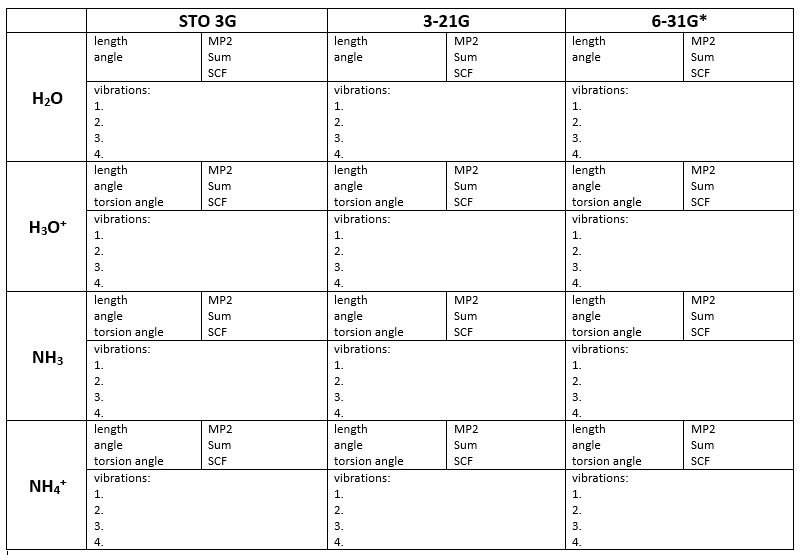 STO 3G 3-21G 6-31G*
H₂O
length MP2 length MP2 length MP2
angle Sum angle Sum angle Sum
SCF SCF SCF
vibrations: vibrations: vibrations:
1. 1. 1.
2. 2. 2.
3. 3. 3.
4. 4. 4.
H₃O⁺
length MP2 length MP2 length MP2
angle Sum angle Sum angle Sum
torsion angle SCF torsion angle SCF torsion angle SCF
vibrations: vibrations: vibrations:
1. 1. 1.
2. 2. 2.
3. 3. 3.
4. 4. 4.
NH₃
length MP2 length MP2 length MP2
angle Sum angle Sum angle Sum
torsion angle SCF torsion angle SCF torsion angle SCF
vibrations: vibrations: vibrations:
1. 1. 1.
2. 2. 2.
3. 3. 3.
4. 4. 4.
NH₄⁺
length MP2 length MP2 length MP2
angle Sum angle Sum angle Sum
torsion angle SCF torsion angle SCF torsion angle SCF
vibrations: vibrations: vibrations:
1. 1. 1.
2. 2. 2.
3. 3. 3.
4. 4. 4.